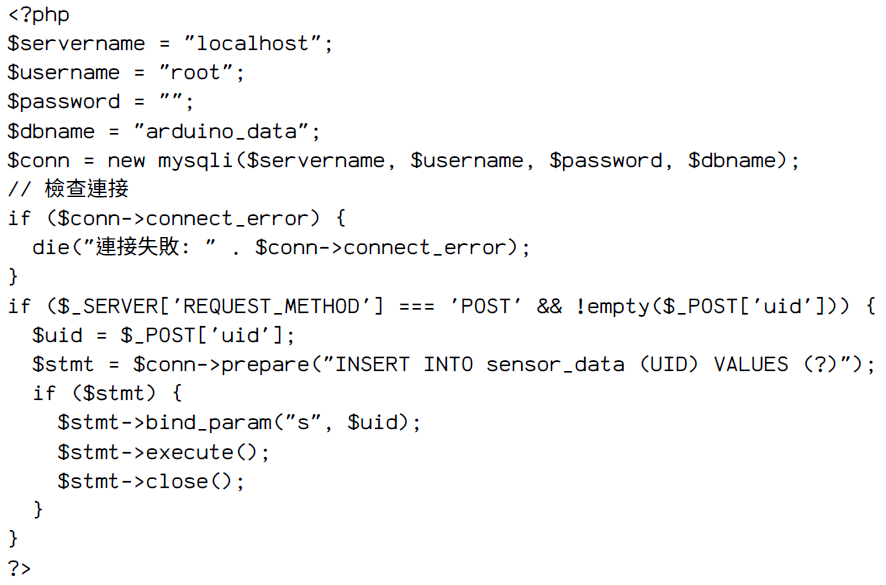 <?php
$servername = "localhost";
$username = "root";
$password = "";
$dbname = "arduino_data";
$conn = new mysqli($servername, $username, $password, $dbname);
// 檢查連接
if ($conn->connect_error) {
  die("連接失敗: " . $conn->connect_error);
}
if ($_SERVER['REQUEST_METHOD'] === 'POST' && !empty($_POST['uid'])) {
  $uid = $_POST['uid'];
  $stmt = $conn->prepare("INSERT INTO sensor_data (UID) VALUES (?)");
  if ($stmt) {
    $stmt->bind_param("s", $uid);
    $stmt->execute();
    $stmt->close();
  }
}
?>